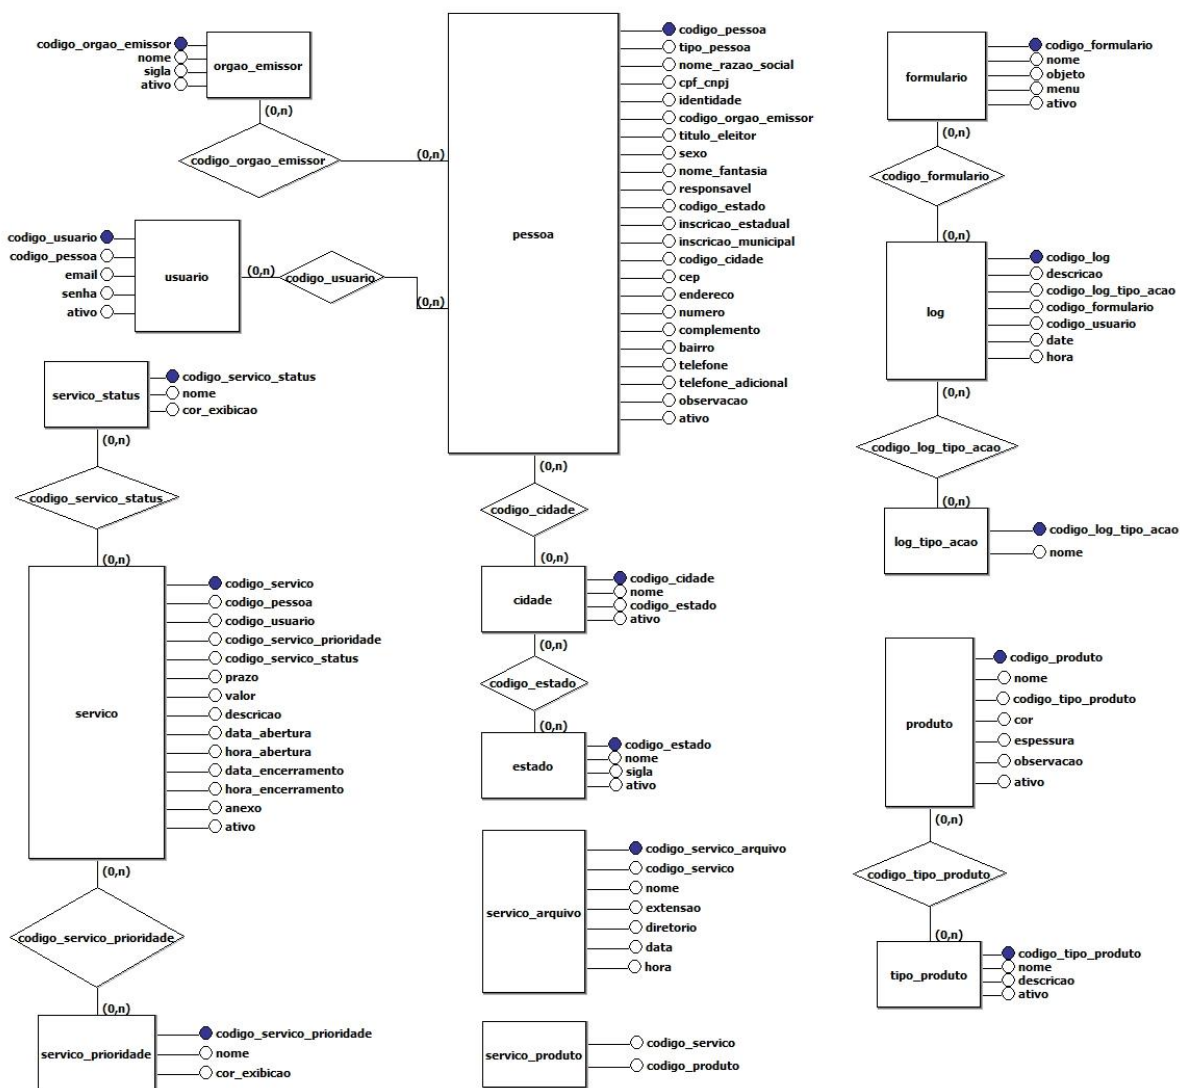 codigo_orgao_emissor
nome
sigla
ativo
orgao_emissor
(0,n)
codigo_orgao_emissor
(0,n)
codigo_usuario
codigo_pessoa
email
senha
ativo
usuario
(0,n)
codigo_usuario
(0,n)
pessoa
codigo_pessoa
tipo_pessoa
nome_razao_social
cpf_cnpj
identidade
codigo_orgao_emissor
titulo_eleitor
sexo
nome_fantasia
responsavel
codigo_estado
inscricao_estadual
inscricao_municipal
codigo_cidade
cep
endereco
numero
complemento
bairro
telefone
telefone_adicional
observacao
ativo
(0,n)
codigo_cidade
(0,n)
cidade
codigo_cidade
nome
codigo_estado
ativo
(0,n)
codigo_estado
(0,n)
estado
codigo_estado
nome
sigla
ativo
servico_status
codigo_servico_status
nome
cor_exibicao
(0,n)
codigo_servico_status
(0,n)
servico
codigo_servico
codigo_pessoa
codigo_usuario
codigo_servico_prioridade
codigo_servico_status
prazo
valor
descricao
data_abertura
hora_abertura
data_encerramento
hora_encerramento
anexo
ativo
(0,n)
codigo_servico_prioridade
(0,n)
servico_prioridade
codigo_servico_prioridade
nome
cor_exibicao
servico_arquivo
codigo_servico_arquivo
codigo_servico
nome
extensao
diretorio
data
hora
servico_produto
codigo_servico
codigo_produto
formulario
codigo_formulario
nome
objeto
menu
ativo
(0,n)
codigo_formulario
(0,n)
log
codigo_log
descricao
codigo_log_tipo_acao
codigo_formulario
codigo_usuario
date
hora
(0,n)
codigo_log_tipo_acao
(0,n)
log_tipo_acao
codigo_log_tipo_acao
nome
produto
codigo_produto
nome
codigo_tipo_produto
cor
espessura
observacao
ativo
(0,n)
codigo_tipo_produto
(0,n)
tipo_produto
codigo_tipo_produto
nome
descricao
ativo